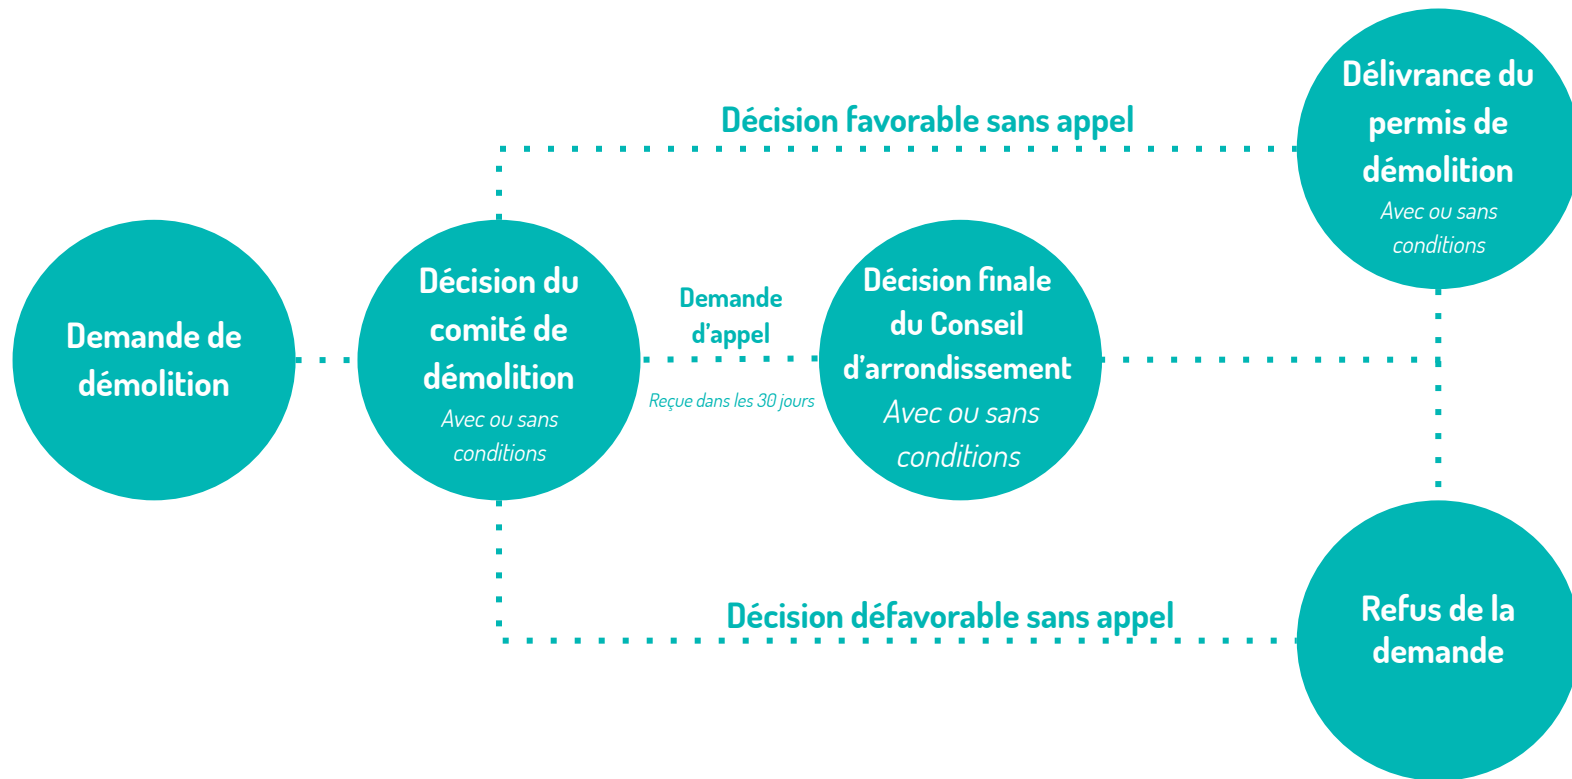 Demande de
démolition
Décision du
comité de
démolition
Avec ou sans
conditions
Décision favorable sans appel
Demande
d'appel
Reçue dans les 30 jours
Décision finale
du Conseil
d'arrondissement
Avec ou sans
conditions
Décision défavorable sans appel
Délivrance du
permis de
démolition
Avec ou sans
conditions
Refus de la
demande